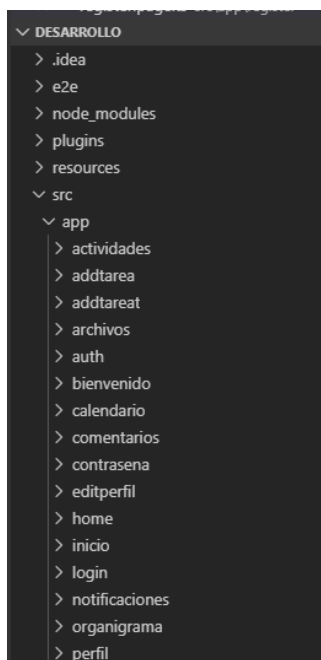 DESARROLLO
.idea
e2e
node_modules
plugins
resources
src
app
actividades
addtarea
addtareat
archivos
auth
bienvenido
calendario
comentarios
contrasena
editperfil
home
inicio
login
notificaciones
organigrama
perfil